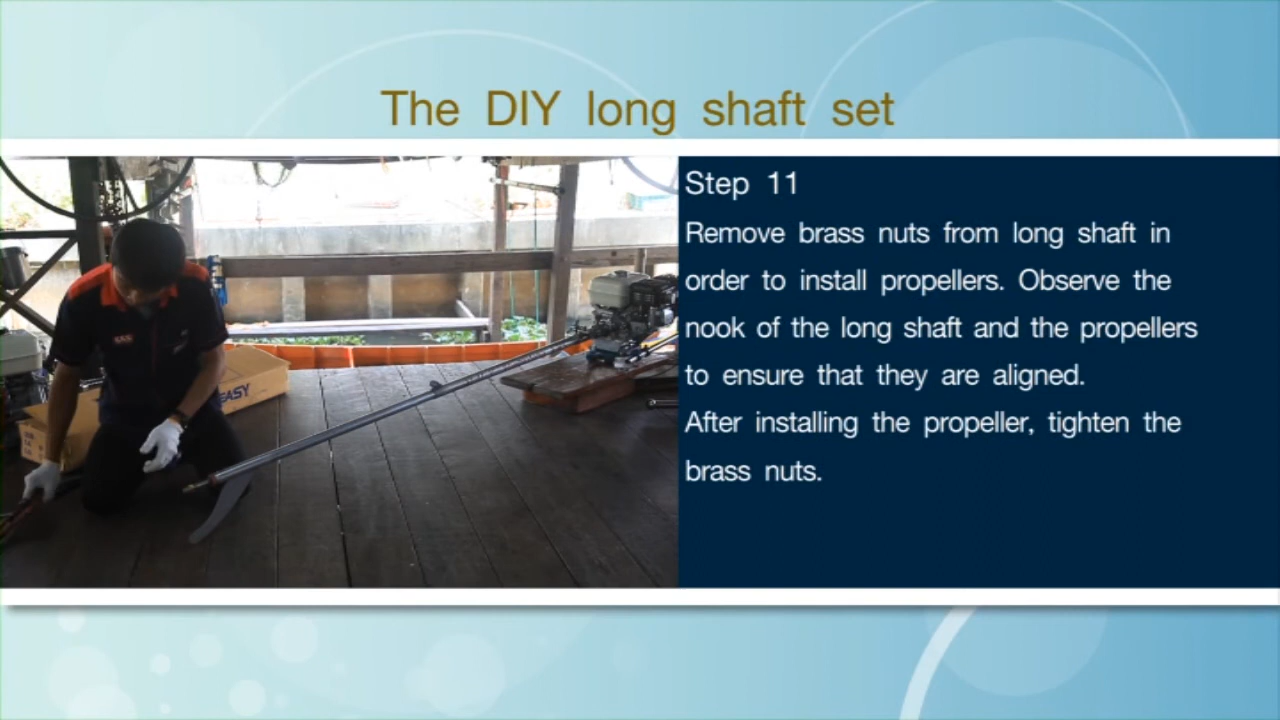 The DIY long shaft set
Step 11
Remove brass nuts from long shaft in
order to install propellers. Observe the
nook of the long shaft and the propellers
to ensure that they are aligned.
After installing the propeller, tighten the
brass nuts.
EASY